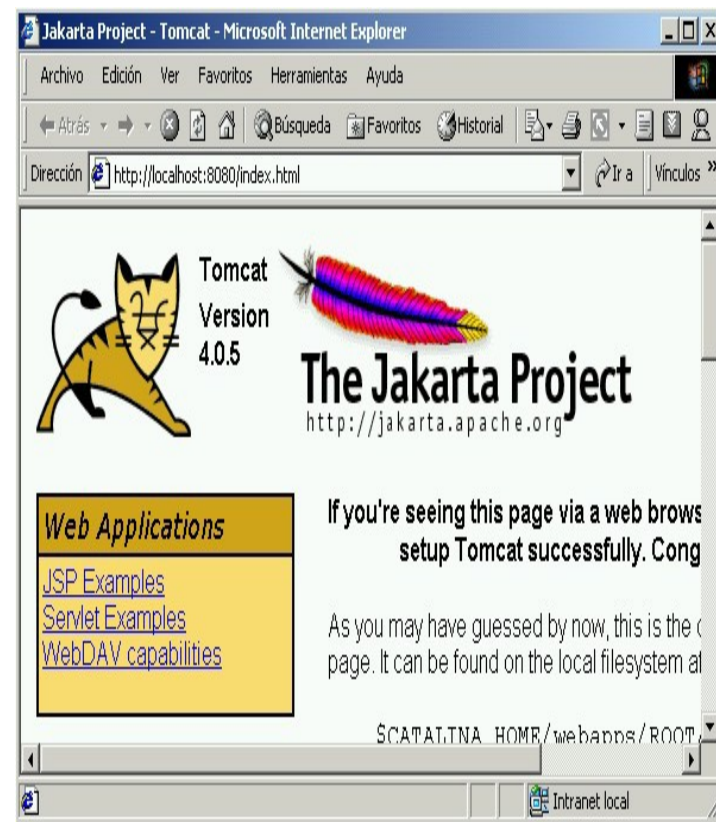 Jakarta Project - Tomcat - Microsoft Internet Explorer
Archivo Edición Ver Favoritos Herramientas Ayuda
Atrás Búsqueda Favoritos Historial
Dirección http://localhost:8080/index.html Ir a Vínculos »
Tomcat
Version
4.0.5
The Jakarta Project
http://jakarta.apache.org
Web Applications
JSP Examples
Servlet Examples
WebDAV capabilities
If you're seeing this page via a web brows
setup Tomcat successfully. Cong
As you may have guessed by now, this is the
page. It can be found on the local filesystem at
$CATALINA_HOME/webapps/ROOT/
Intranet local